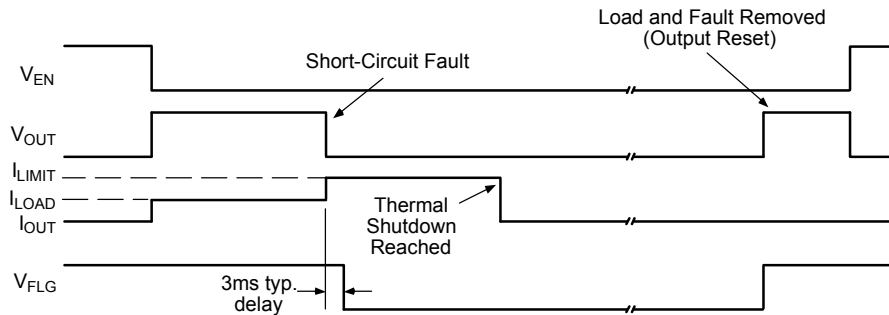 Load and Fault Removed
(Output Reset)
Short-Circuit Fault
VEN
VOUT
ILIMIT
ILOAD
IOUT
Thermal
Shutdown
Reached
VFLG
3ms typ.
delay